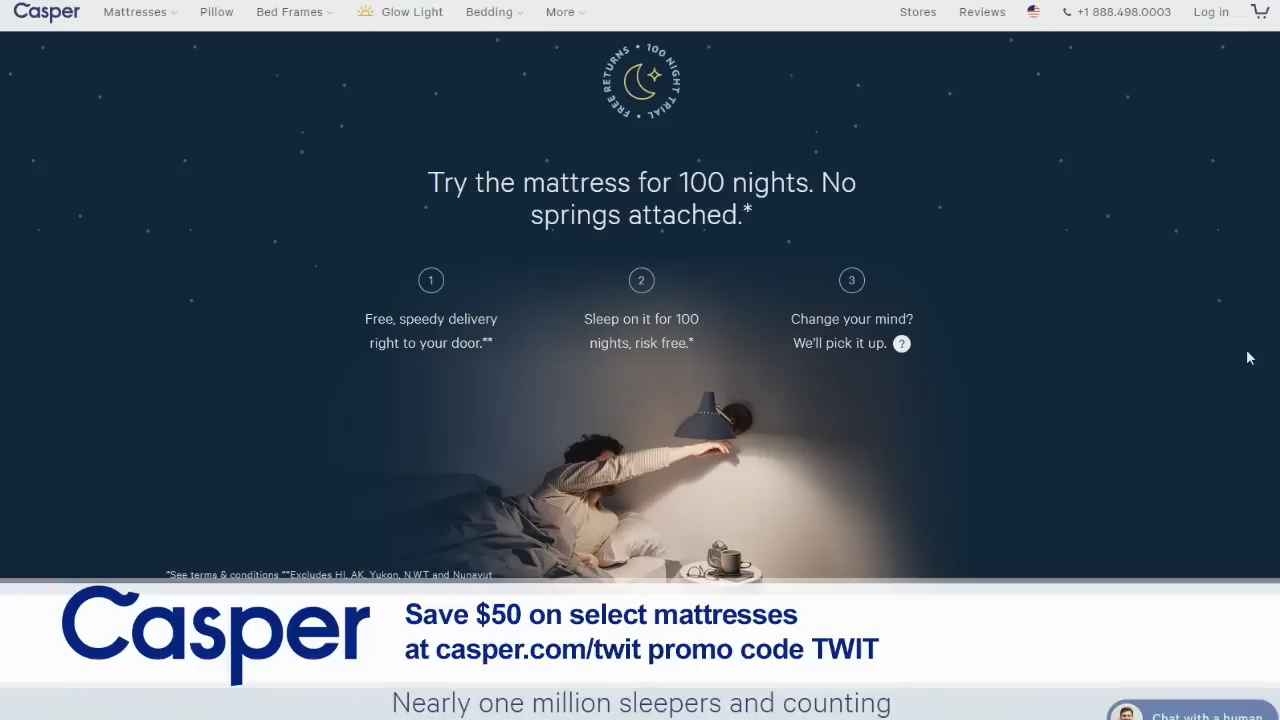 Casper
Mattresses
Pillow
Bed Frames
Glow Light
Bedding
More
Stores
Reviews
+1 888.498.0003
Log in
FREE RETURNS • 100 NIGHT TRIAL •
Try the mattress for 100 nights. No
springs attached.*
1
2
3
Free, speedy delivery
right to your door.**
Sleep on it for 100
nights, risk free.*
Change your mind?
We'll pick it up. ?
*See terms & conditions **Excludes HI, AK, Yukon, N.W.T and Nunavut
Casper
Save $50 on select mattresses
at casper.com/twit promo code TWIT
Nearly one million sleepers and counting
Chat with a human